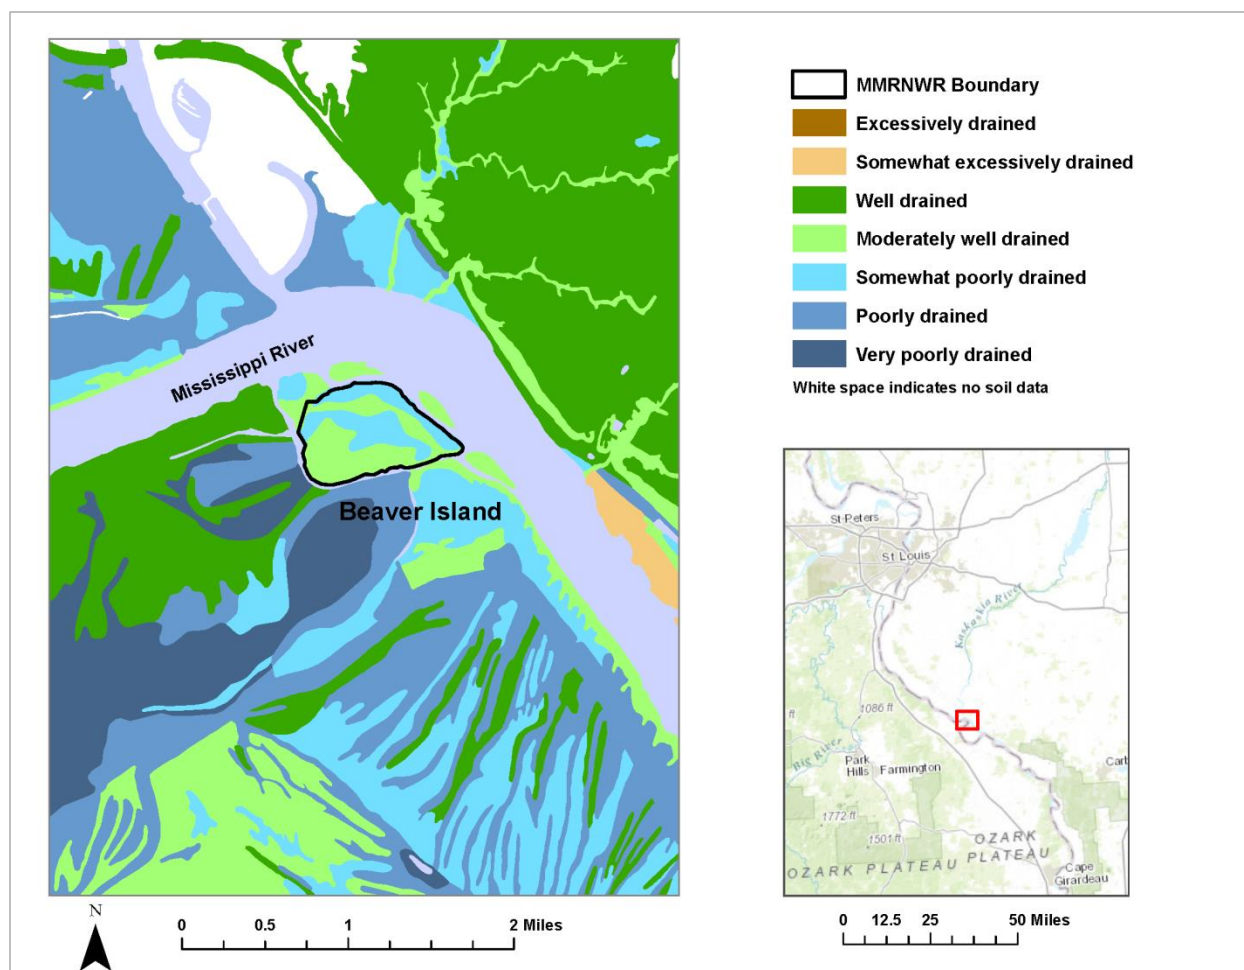 MMRNWR Boundary
Excessively drained
Somewhat excessively drained
Well drained
Moderately well drained
Somewhat poorly drained
Poorly drained
Very poorly drained
White space indicates no soil data
Mississippi River
Beaver Island
St Peters
St Louis
Kaskaskia River
1086 ft
ft
Big River
Park
Hills
Farmington
Carb
1772 ft
1501 ft
OZARK
OZARK PLATEAU PLATEAU
Cape
Girardeau
N
0 0.5 1 2 Miles
0 12.5 25 50 Miles